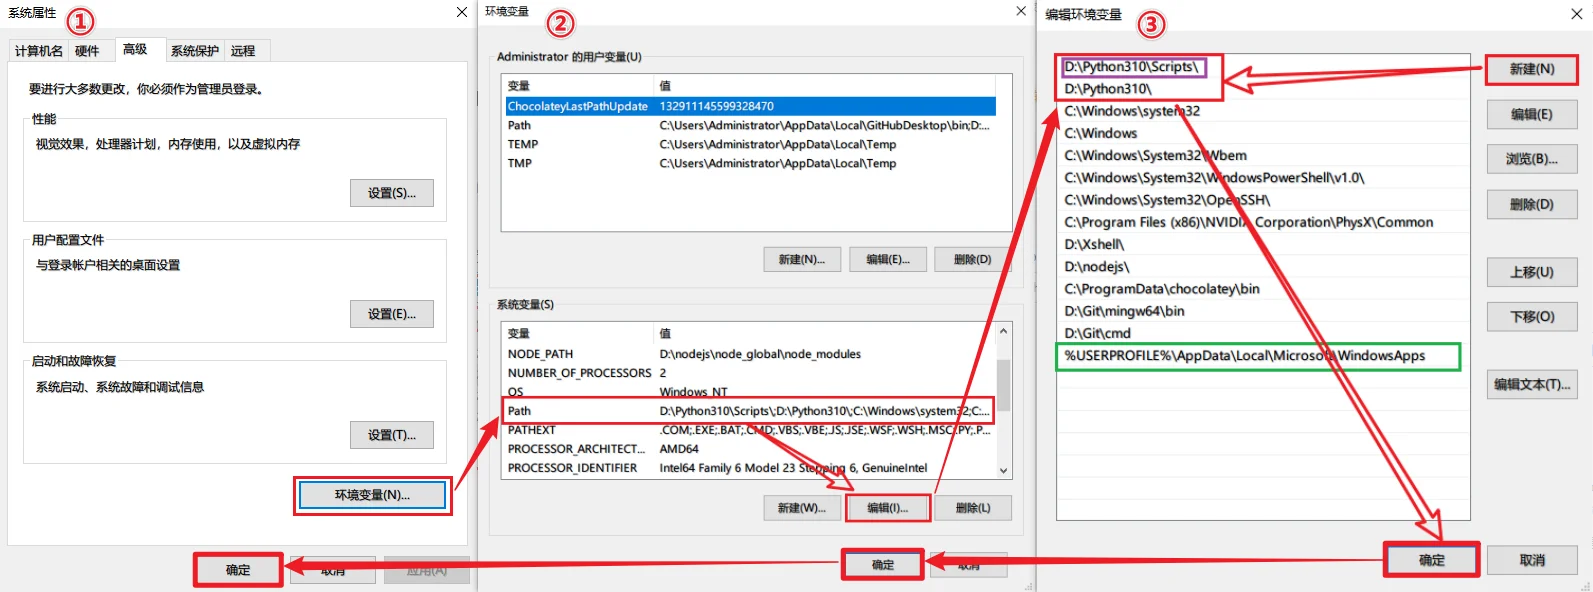 系统属性
①
计算机名
硬件
高级
系统保护
远程
要进行大多数更改，你必须作为管理员登录。
性能
视觉效果，处理器计划，内存使用，以及虚拟内存
设置(S)...
用户配置文件
与登录帐户相关的桌面设置
设置(E)...
启动和故障恢复
系统启动、系统故障和调试信息
设置(T)...
环境变量(N)...
确定
取消
应用(A)
环境变量
②
Administrator 的用户变量(U)
变量 值
ChocolateyLastPathUpdate 132911145599328470
Path C:\Users\Administrator\AppData\Local\GitHubDesktop\bin;D:...
TEMP C:\Users\Administrator\AppData\Local\Temp
TMP C:\Users\Administrator\AppData\Local\Temp
新建(N)...
编辑(E)...
删除(D)
系统变量(S)
变量 值
NODE_PATH D:\nodejs\node_global\node_modules
NUMBER_OF_PROCESSORS 2
OS Windows_NT
Path D:\Python310\Scripts\;D:\Python310\;C:\Windows\system32;C:...
PATHEXT .COM;.EXE;.BAT;.CMD;.VBS;.VBE;.JS;.JSE;.WSF;.WSH;.MSC;.PY;.P...
PROCESSOR_ARCHITECT... AMD64
PROCESSOR_IDENTIFIER Intel64 Family 6 Model 23 Stepping 6, GenuineIntel
新建(W)...
编辑(I)...
删除(L)
确定
取消
编辑环境变量
③
D:\Python310\Scripts\
D:\Python310\
C:\Windows\system32
C:\Windows
C:\Windows\System32\Wbem
C:\Windows\System32\WindowsPowerShell\v1.0\
C:\Windows\System32\OpenSSH\
C:\Program Files (x86)\NVIDIA Corporation\PhysX\Common
D:\Xshell\
D:\nodejs\
C:\ProgramData\chocolatey\bin
D:\Git\mingw64\bin
D:\Git\cmd
%USERPROFILE%\AppData\Local\Microsoft\WindowsApps
新建(N)
编辑(E)
浏览(B)...
删除(D)
上移(U)
下移(O)
编辑文本(T)...
确定
取消